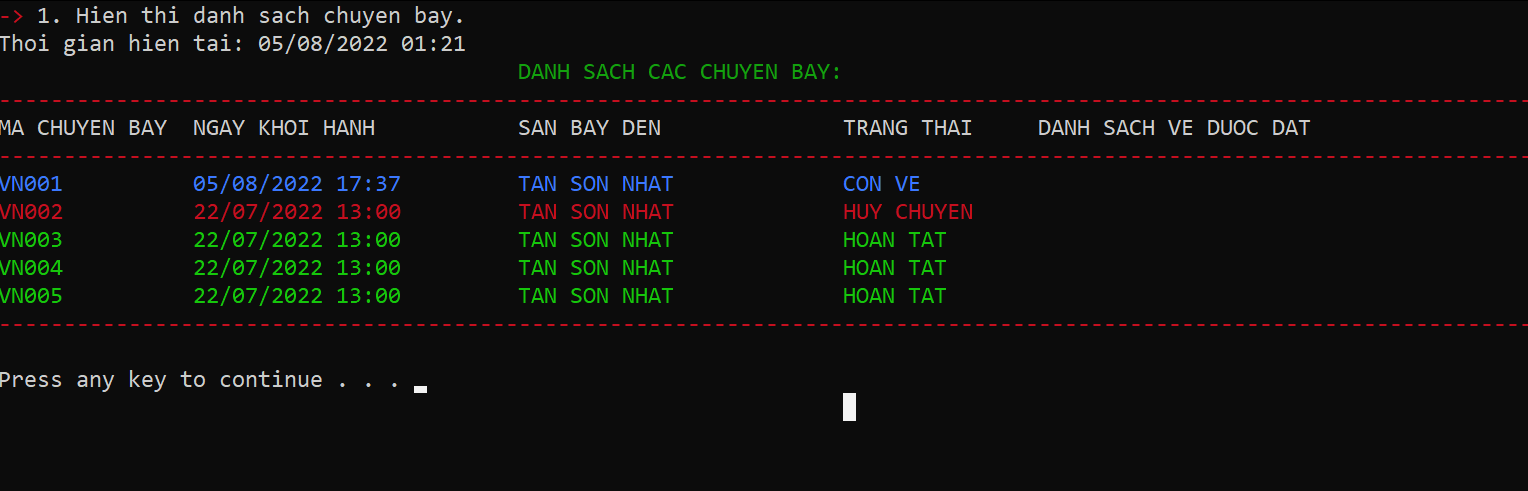 -> 1. Hien thi danh sach chuyen bay.
Thoi gian hien tai: 05/08/2022 01:21
DANH SACH CAC CHUYEN BAY:
MA CHUYEN BAY NGAY KHOI HANH SAN BAY DEN TRANG THAI DANH SACH VE DUOC DAT
VN001 05/08/2022 17:37 TAN SON NHAT CON VE
VN002 22/07/2022 13:00 TAN SON NHAT HUY CHUYEN
VN003 22/07/2022 13:00 TAN SON NHAT HOAN TAT
VN004 22/07/2022 13:00 TAN SON NHAT HOAN TAT
VN005 22/07/2022 13:00 TAN SON NHAT HOAN TAT
Press any key to continue . . .